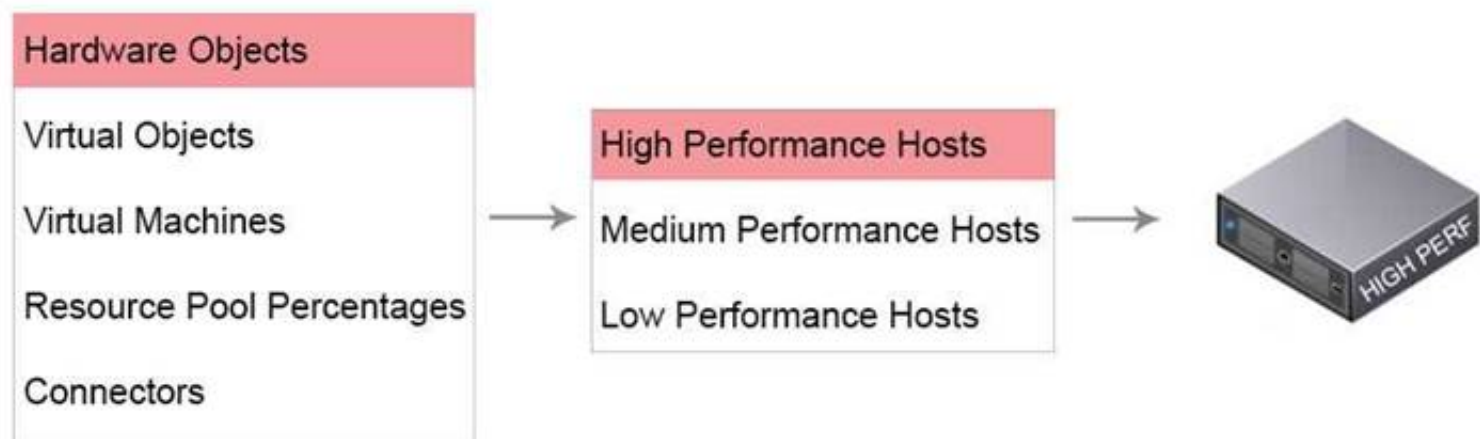 Hardware Objects
Virtual Objects
Virtual Machines
Resource Pool Percentages
Connectors
High Performance Hosts
Medium Performance Hosts
Low Performance Hosts
HIGH PERF